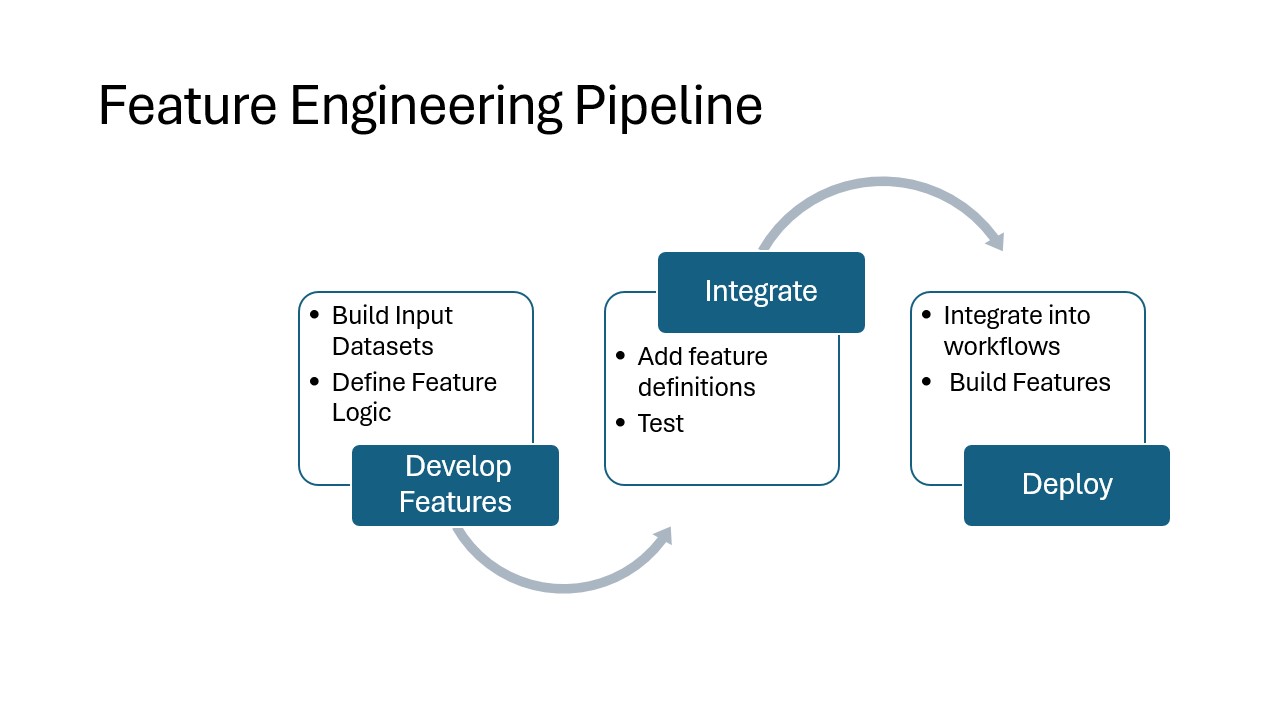 Feature Engineering Pipeline
• Build Input
Datasets
• Define Feature
Logic
Develop
Features
Integrate
• Add feature
definitions
• Test
• Integrate into
workflows
• Build Features
Deploy